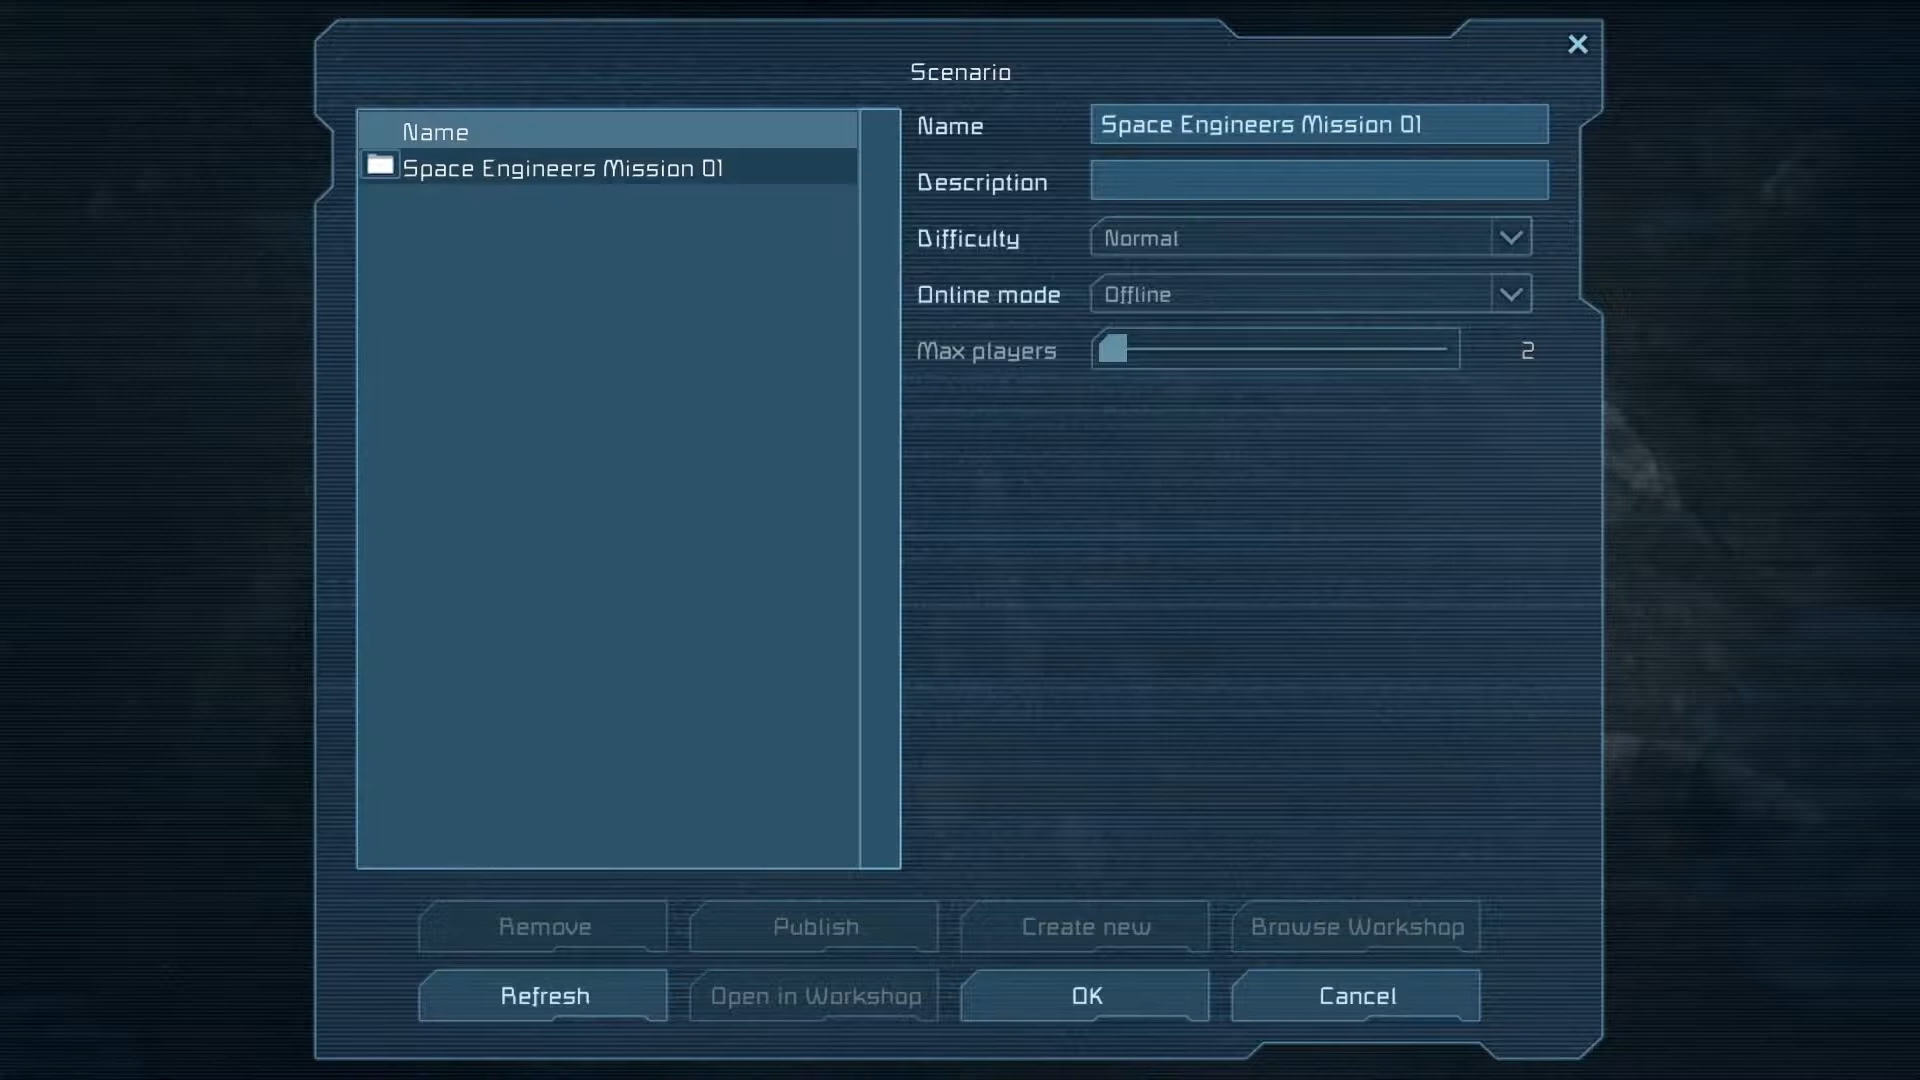 Scenario
Name
Space Engineers Mission 01
Name
Space Engineers Mission 01
Description
Difficulty
Normal
Online mode
Offline
Max players
2
Remove
Publish
Create new
Browse Workshop
Refresh
Open in Workshop
OK
Cancel